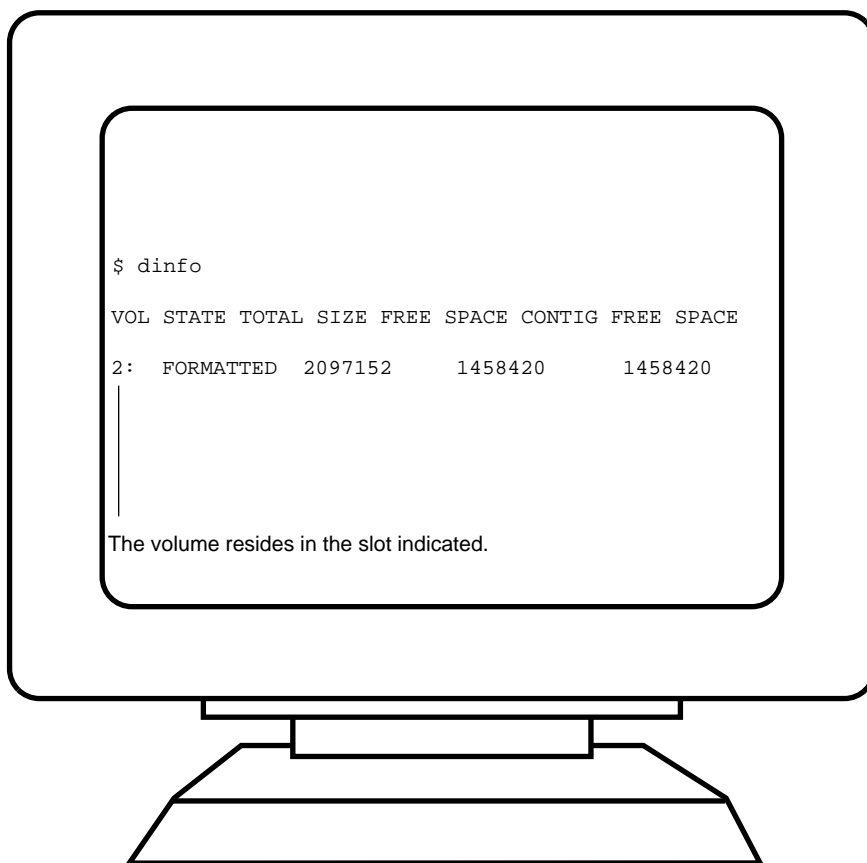 $ dinfo
VOL STATE TOTAL SIZE FREE SPACE CONTIG FREE SPACE
2: FORMATTED 2097152 1458420 1458420
The volume resides in the slot indicated.